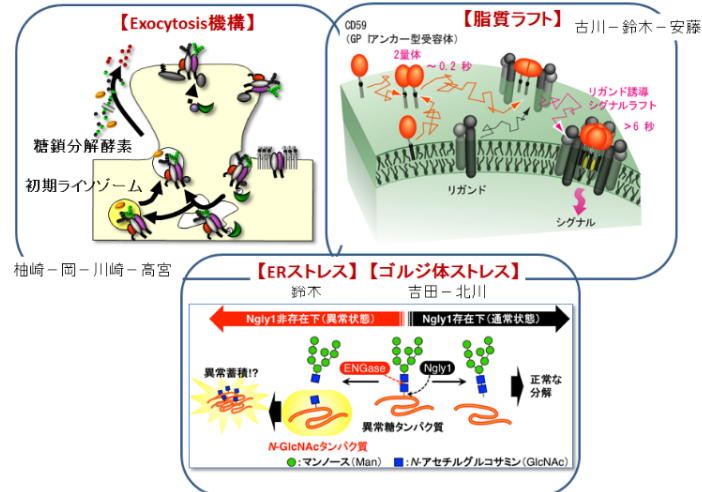 【Exocytosis機構】
糖鎖分解酵素
初期ライソゾーム
柚崎－岡－川崎－高宮
【脂質ラフト】
古川－鈴木－安藤
CD59
(GPIアンカー型受容体)
2量体
～0.2 秒
リガンド誘導
シグナルラフト
>6 秒
リガンド
シグナル
【ERストレス】【ゴルジ体ストレス】
鈴木
吉田－北川
Ngly1非存在下(異常状態)
Ngly1存在下(通常状態)
ENGase
Ngly1
異常蓄積!?
正常な
分解
異常糖タンパク質
N-GlcNAcタンパク質
:マンノース(Man)
:N-アセチルグルコサミン(GlcNAc)